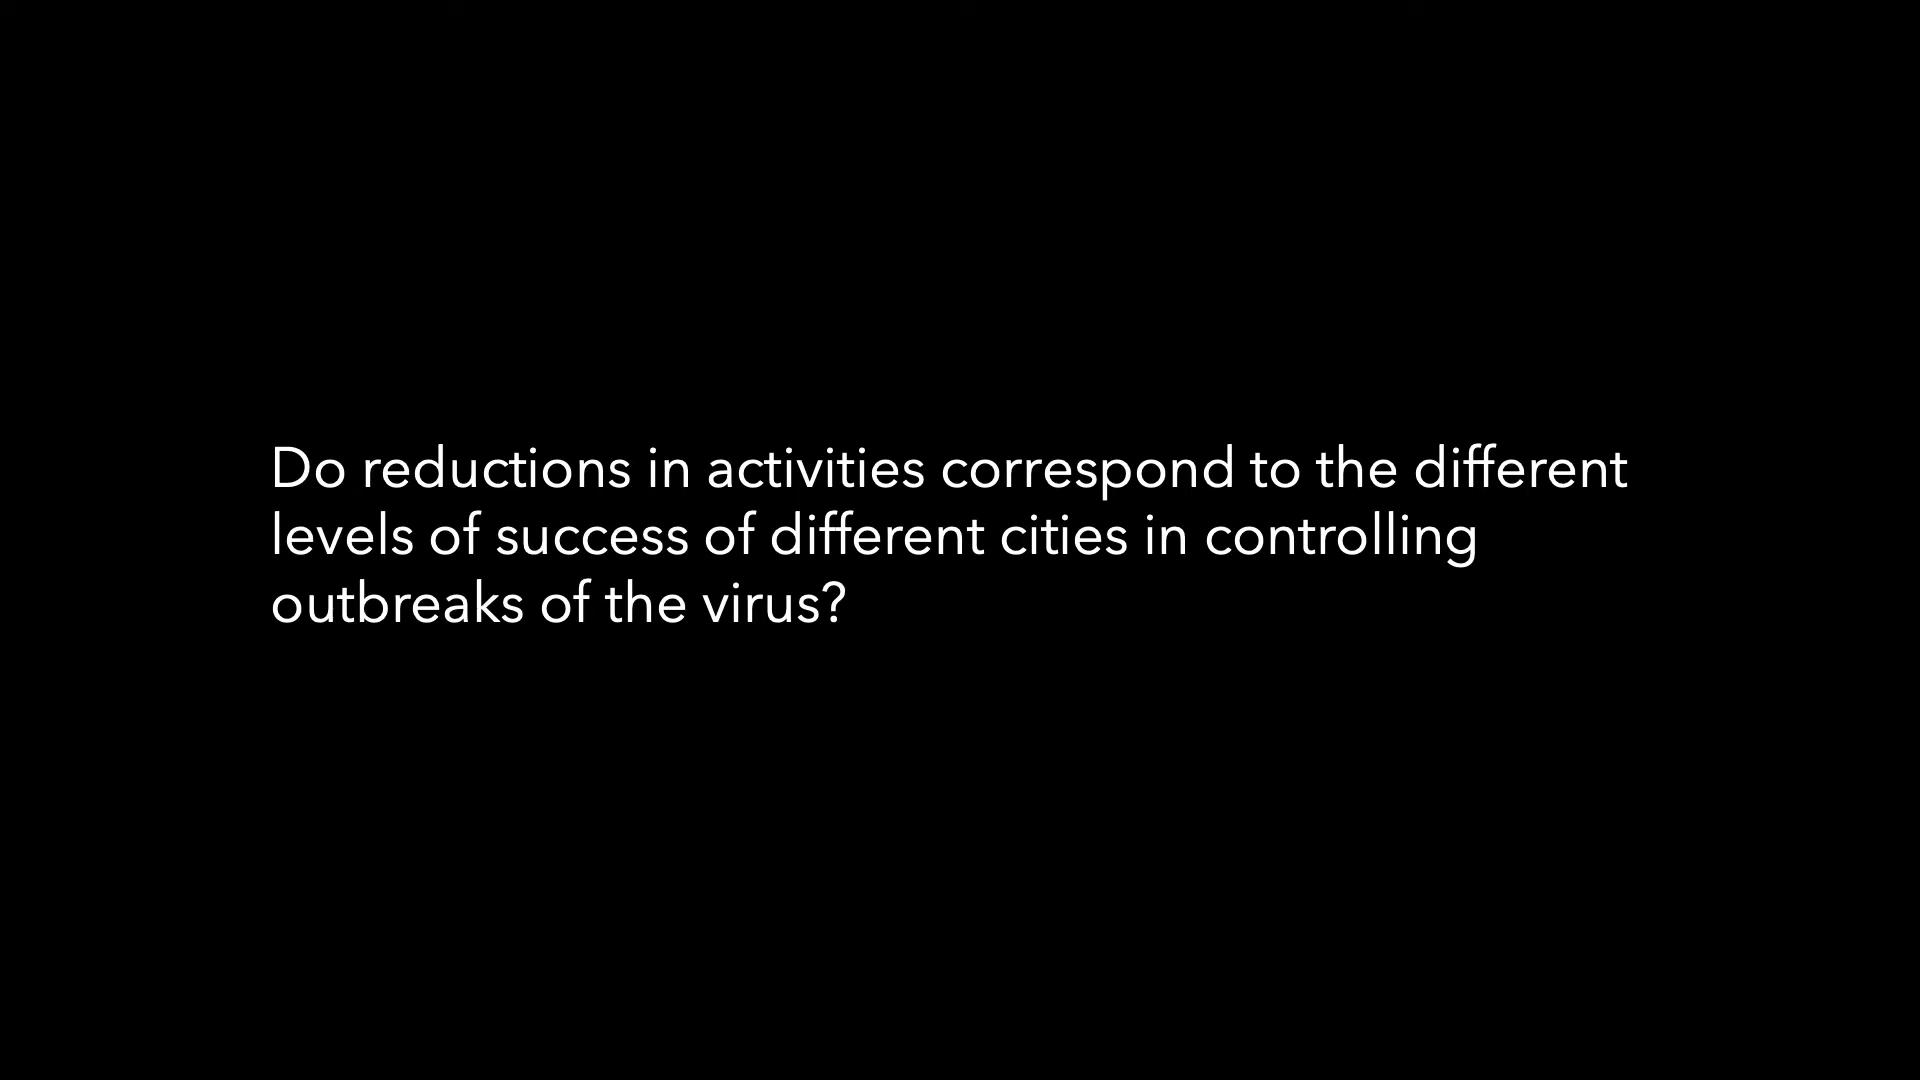 Do reductions in activities correspond to the different
levels of success of different cities in controlling
outbreaks of the virus?